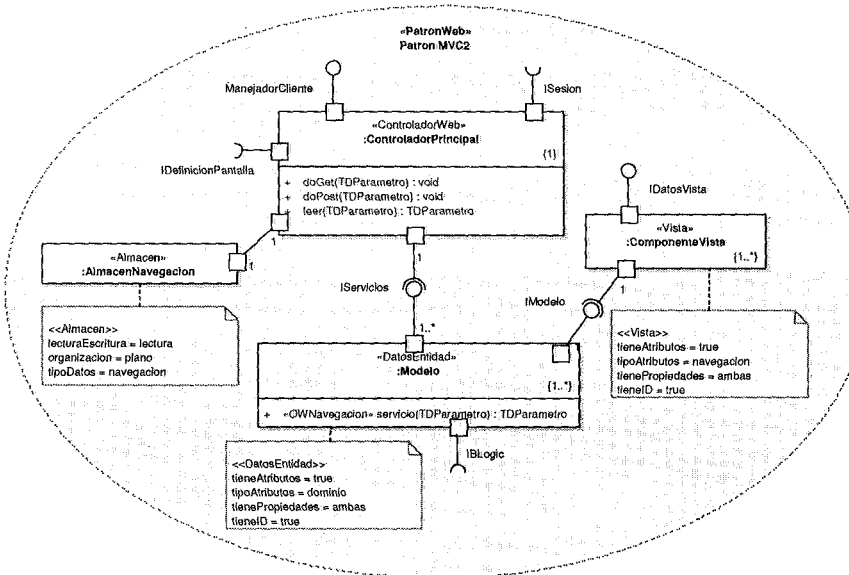 «PatronWeb»
Patron MVC2
ManejadorCliente
ISesion
«ControladorWeb»
:ControladorPrincipal
{1}
IDefinicionPantalla
+ doGet(TDParametro) : void
+ doPost(TDParametro) : void
+ leer(TDParametro) : TDParametro
1
1
IDatosVista
«Vista»
:ComponenteVista
{1..*}
1
«Almacen»
:AlmacenNavegacion
1
IServicios
IModelo
<<Almacen>>
lecturaEscritura = lectura
organizacion = plano
tipoDatos = navegacion
1..*
<<Vista>>
tieneAtributos = true
tipoAtributos = navegacion
tienePropiedades = ambas
tieneID = true
«DatosEntidad»
:Modelo
{1..*}
+ «OWNavegacion» servicio(TDParametro) : TDParametro
IBLogic
<<DatosEntidad>>
tieneAtributos = true
tipoAtributos = dominio
tienePropiedades = ambas
tieneID = true